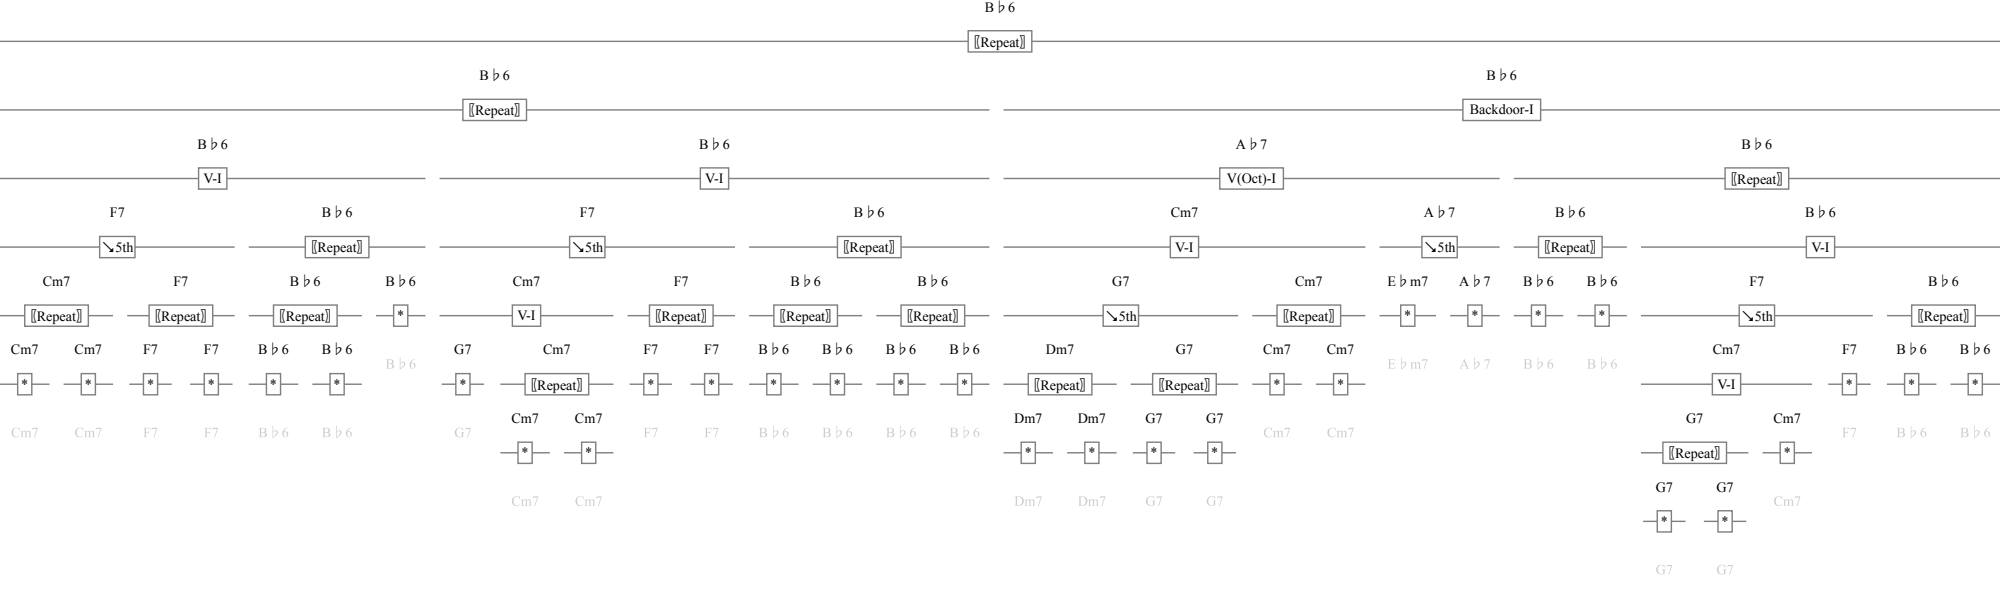 B♭6
⟦Repeat⟧
B♭6 B♭6
⟦Repeat⟧ Backdoor-I
B♭6 B♭6 A♭7 B♭6
V-I V-I V(Oct)-I ⟦Repeat⟧
F7 B♭6 F7 B♭6 Cm7 A♭7 B♭6 B♭6
↘5th ⟦Repeat⟧ ↘5th ⟦Repeat⟧ V-I ↘5th ⟦Repeat⟧ V-I
Cm7 F7 B♭6 B♭6 Cm7 F7 B♭6 B♭6 G7 Cm7 E♭m7 A♭7 B♭6 B♭6 F7 B♭6
⟦Repeat⟧ ⟦Repeat⟧ ⟦Repeat⟧ * V-I ⟦Repeat⟧ ⟦Repeat⟧ ⟦Repeat⟧ ↘5th ⟦Repeat⟧ * * * * ↘5th ⟦Repeat⟧
Cm7 Cm7 F7 F7 B♭6 B♭6 B♭6 G7 Cm7 F7 F7 B♭6 B♭6 B♭6 B♭6 Dm7 G7 Cm7 Cm7 E♭m7 A♭7 B♭6 B♭6 Cm7 F7 B♭6 B♭6
* * * * * * * ⟦Repeat⟧ * * * * * * ⟦Repeat⟧ ⟦Repeat⟧ * * V-I * * *
Cm7 Cm7 F7 F7 B♭6 B♭6 G7 Cm7 Cm7 F7 F7 B♭6 B♭6 B♭6 B♭6 Dm7 Dm7 G7 G7 Cm7 Cm7 G7 Cm7 F7 B♭6 B♭6
* * * * * * ⟦Repeat⟧ *
Cm7 Cm7 Dm7 Dm7 G7 G7 G7 G7 Cm7
* *
G7 G7